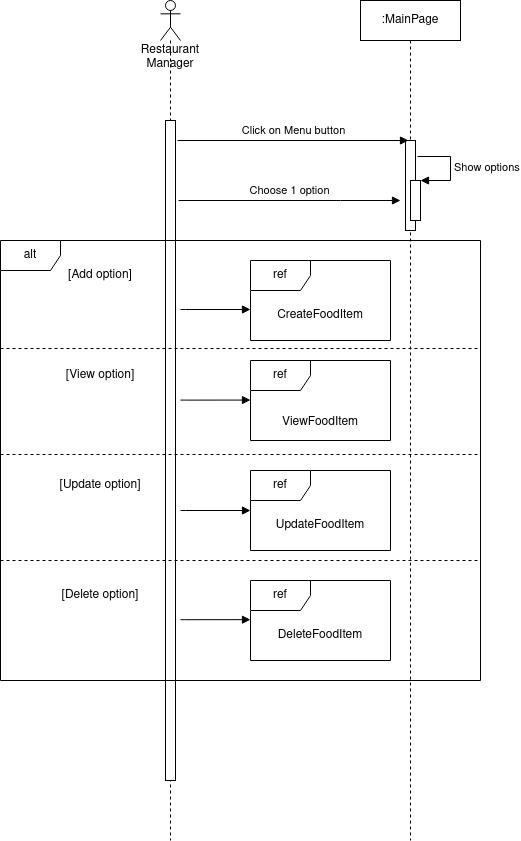 :MainPage
Restaurant
Manager
Click on Menu button
Show options
Choose 1 option
alt
[Add option]
ref
CreateFoodItem
[View option]
ref
ViewFoodItem
[Update option]
ref
UpdateFoodItem
[Delete option]
ref
DeleteFoodItem